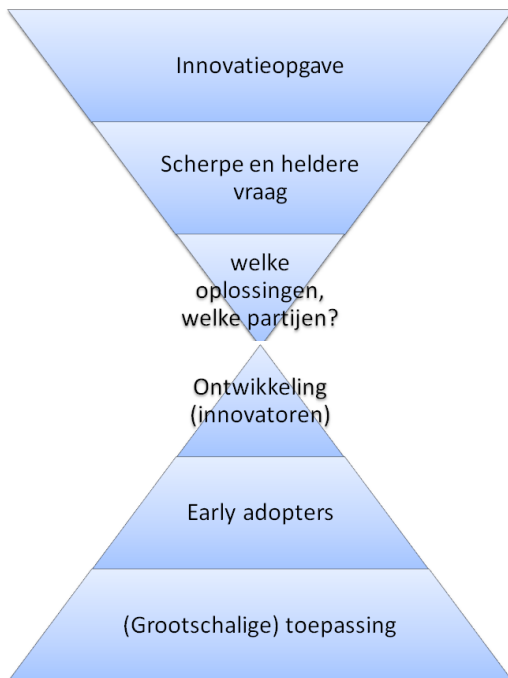 Innovatieopgave
Scherpe en heldere
vraag
welke
oplossingen,
welke partijen?
Ontwikkeling
(innovatoren)
Early adopters
(Grootschalige) toepassing